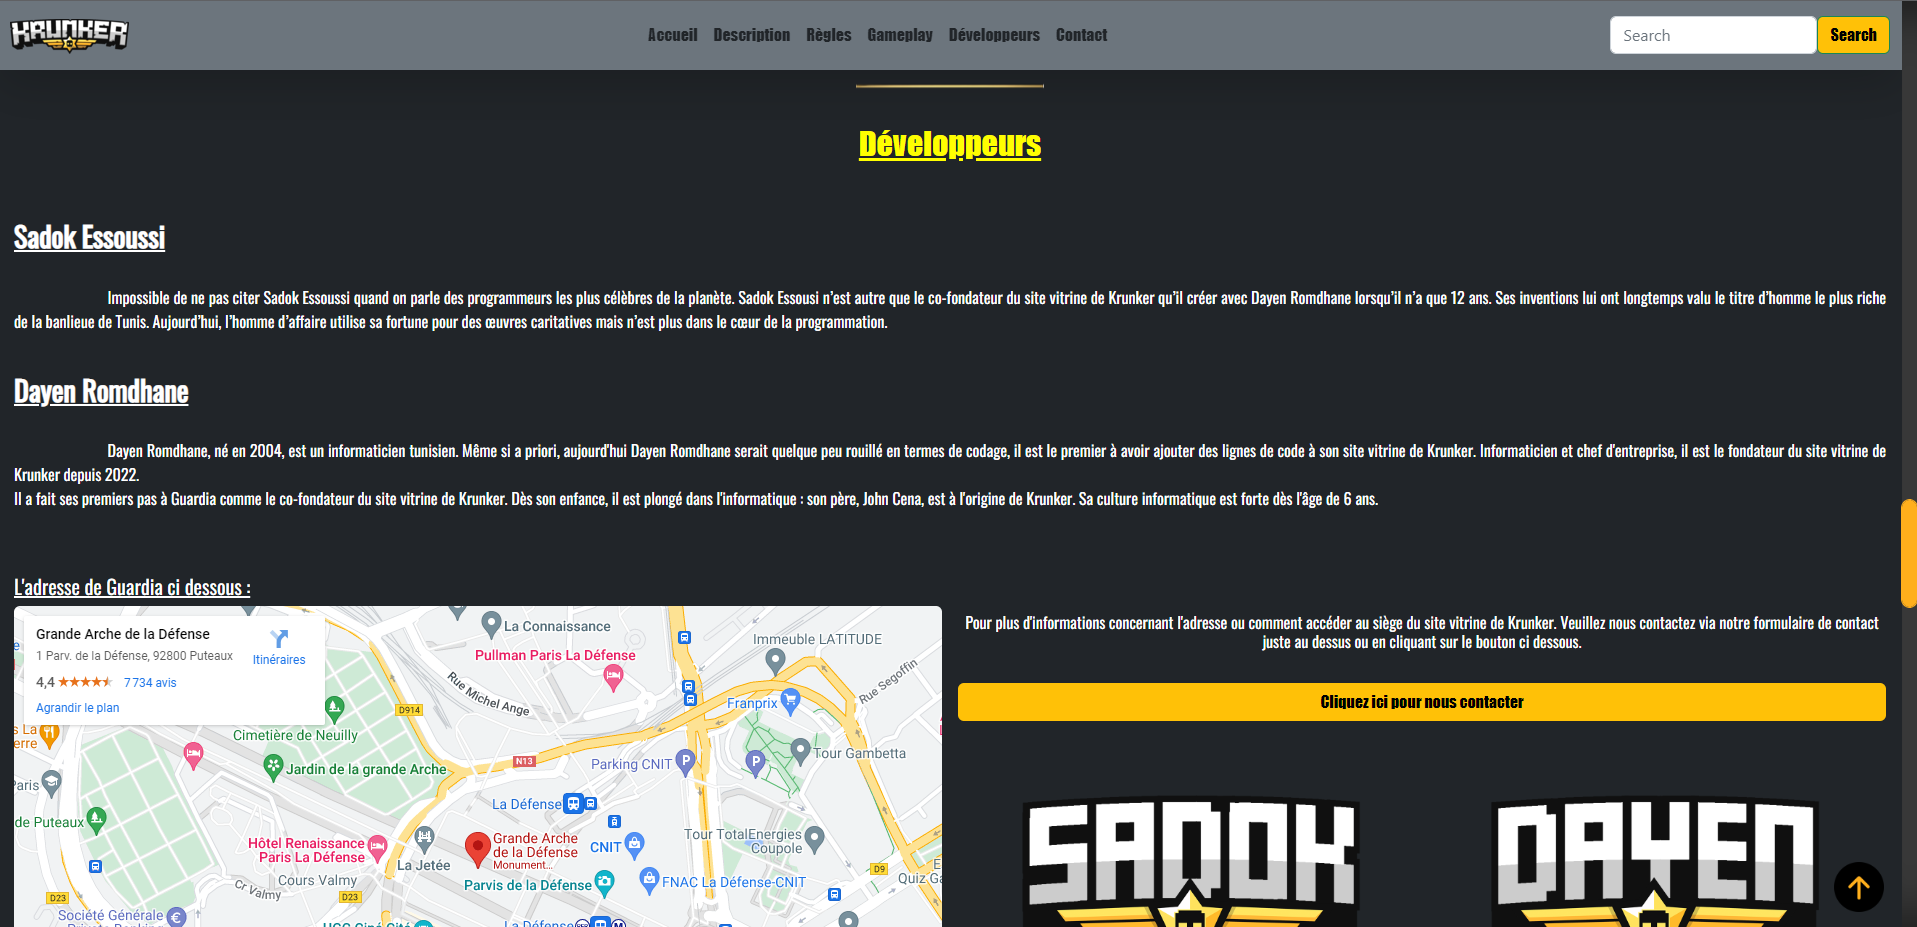 KRUNKER
Accueil Description Règles Gameplay Développeurs Contact
Search
Search
Développeurs
Sadok Essoussi
Impossible de ne pas citer Sadok Essoussi quand on parle des programmeurs les plus célèbres de la planète. Sadok Essousi n’est autre que le co-fondateur du site vitrine de Krunker qu’il créer avec Dayen Romdhane lorsqu’il n’a que 12 ans. Ses inventions lui ont longtemps valu le titre d’homme le plus riche
de la banlieue de Tunis. Aujourd’hui, l’homme d’affaire utilise sa fortune pour des œuvres caritatives mais n’est plus dans le cœur de la programmation.
Dayen Romdhane
Dayen Romdhane, né en 2004, est un informaticien tunisien. Même si a priori, aujourd'hui Dayen Romdhane serait quelque peu rouillé en termes de codage, il est le premier à avoir ajouter des lignes de code à son site vitrine de Krunker. Informaticien et chef d'entreprise, il est le fondateur du site vitrine de
Krunker depuis 2022.
Il a fait ses premiers pas à Guardia comme le co-fondateur du site vitrine de Krunker. Dès son enfance, il est plongé dans l'informatique : son père, John Cena, est à l'origine de Krunker. Sa culture informatique est forte dès l'âge de 6 ans.
L'adresse de Guardia ci dessous :
Grande Arche de la Défense
1 Parv. de la Défense, 92800 Puteaux
Itinéraires
4,4 7 734 avis
Agrandir le plan
La Connaissance
Immeuble LATITUDE
Pullman Paris La Défense
Rue Segoffin
Rue Michel Ange
Franprix
D914
Cimetière de Neuilly
Tour Gambetta
N13
Parking CNIT
P
P
Jardin de la grande Arche
Paris
La Défense
de Puteaux
Hôtel Renaissance
Paris La Défense
La Jetée
Grande Arche
de la Défense
Monument...
CNIT
Tour TotalEnergies
Coupole
Cours Valmy
Cr Valmy
Parvis de la Défense
FNAC La Défense-CNIT
D9
Quiz
D23
D23
Société Générale
Private Banking
UGC Ciné Cité
La Défense
Pour plus d'informations concernant l'adresse ou comment accéder au siège du site vitrine de Krunker. Veuillez nous contactez via notre formulaire de contact
juste au dessus ou en cliquant sur le bouton ci dessous.
Cliquez ici pour nous contacter
SADOK
DAYEN